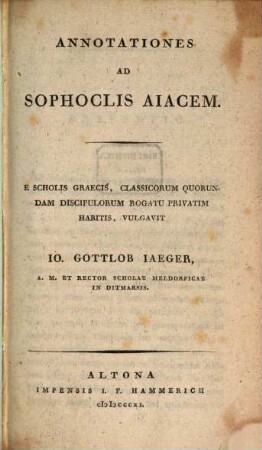 ANNOTATIONES
AD
SOPHOCLIS AIACEM.
E SCHOLIS GRAECIS, CLASSICORUM QUORUN-
DAM DISCIPULORUM ROGATU PRIVATIM
HABITIS, VULGAVIT
IO. GOTTLOB IAEGER,
A. M. ET RECTOR SCHOLAE MELDORPICAE
IN DITMARSIS.
ALTONA
IMPENSIS I. F. HAMMERICH
cIɔIɔcccXI.